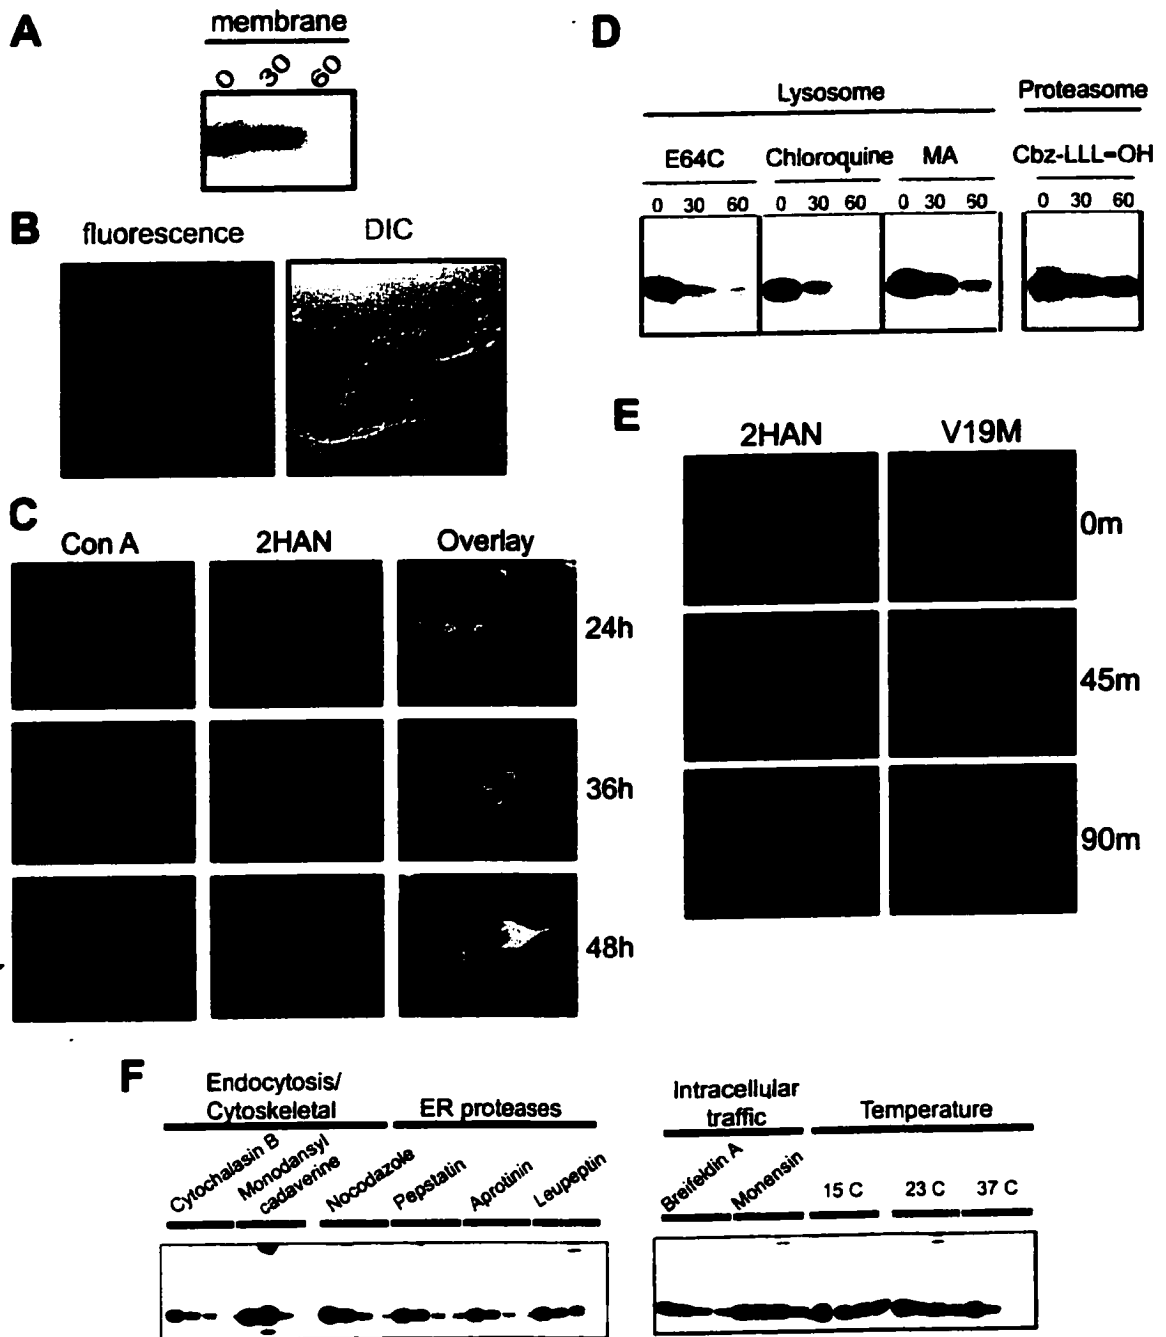 A
membrane
0 30 60
B
fluorescence DIC
C
Con A 2HAN Overlay
24h
36h
48h
D
Lysosome Proteasome
E64C Chloroquine MA Cbz-LLL=OH
0 30 60 0 30 60 0 30 60 0 30 60
E
2HAN V19M
0m
45m
90m
F
Endocytosis/
Cytoskeletal
ER proteases
Cytochalasin B
Monodansyl
cadaverine
Nocodazole
Pepstatin
Aprotinin
Leupeptin
Intracellular
traffic
Temperature
Breifeldin A
Monensin
15 C 23 C 37 C